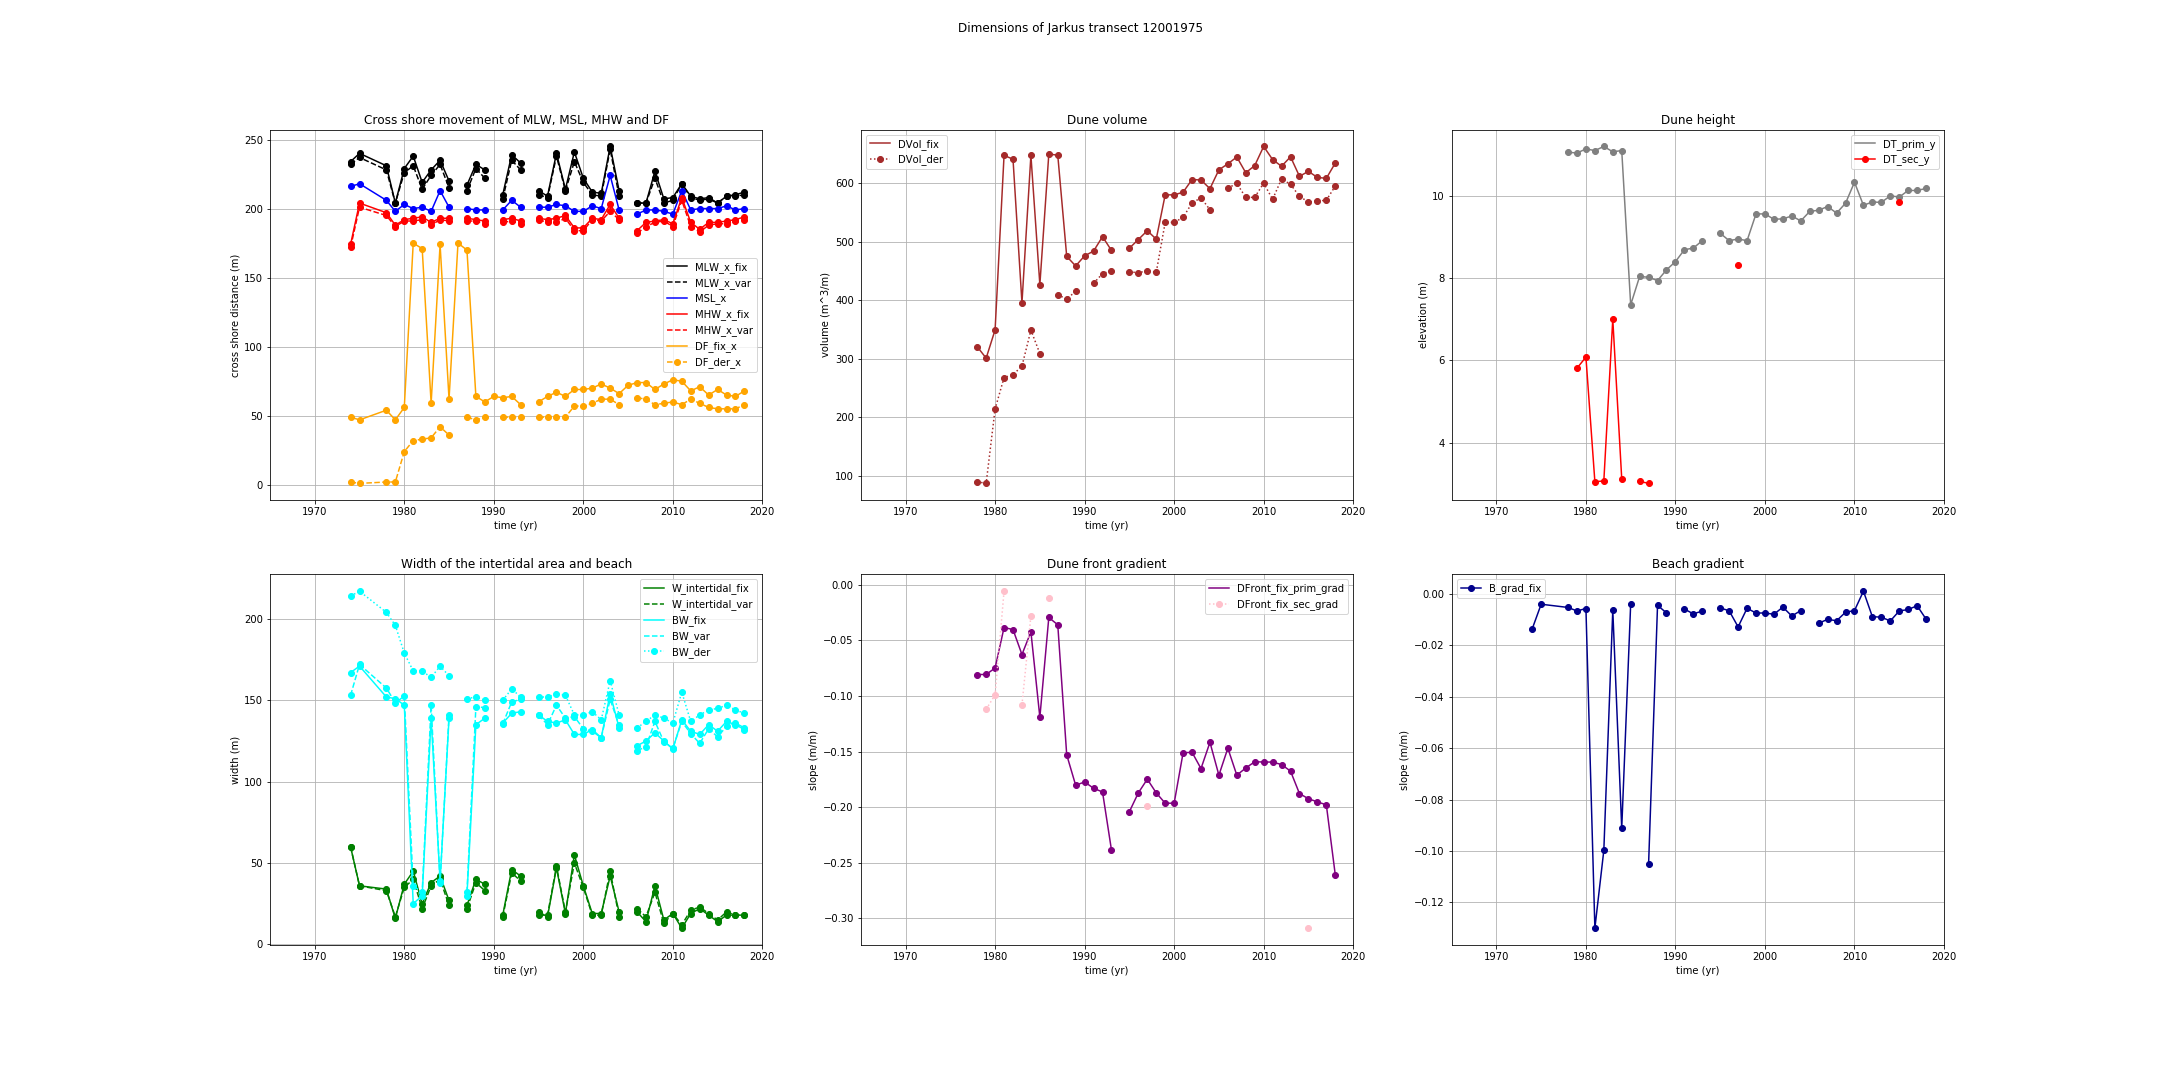 Dimensions of Jarkus transect 12001975
Cross shore movement of MLW, MSL, MHW and DF
250
200
150
100
50
0
cross shore distance (m)
MLW_x_fix
MLW_x_var
MSL_x
MHW_x_fix
MHW_x_var
DF_fix_x
DF_der_x
1970 1980 1990 2000 2010 2020
time (yr)
Dune volume
600
500
400
300
200
100
volume (m^3/m)
DVol_fix
DVol_der
1970 1980 1990 2000 2010 2020
time (yr)
Dune height
10
8
6
4
elevation (m)
DT_prim_y
DT_sec_y
1970 1980 1990 2000 2010 2020
time (yr)
Width of the intertidal area and beach
200
150
100
50
0
width (m)
W_intertidal_fix
W_intertidal_var
BW_fix
BW_var
BW_der
1970 1980 1990 2000 2010 2020
time (yr)
Dune front gradient
0.00
−0.05
−0.10
−0.15
−0.20
−0.25
−0.30
slope (m/m)
DFront_fix_prim_grad
DFront_fix_sec_grad
1970 1980 1990 2000 2010 2020
time (yr)
Beach gradient
0.00
−0.02
−0.04
−0.06
−0.08
−0.10
−0.12
slope (m/m)
B_grad_fix
1970 1980 1990 2000 2010 2020
time (yr)